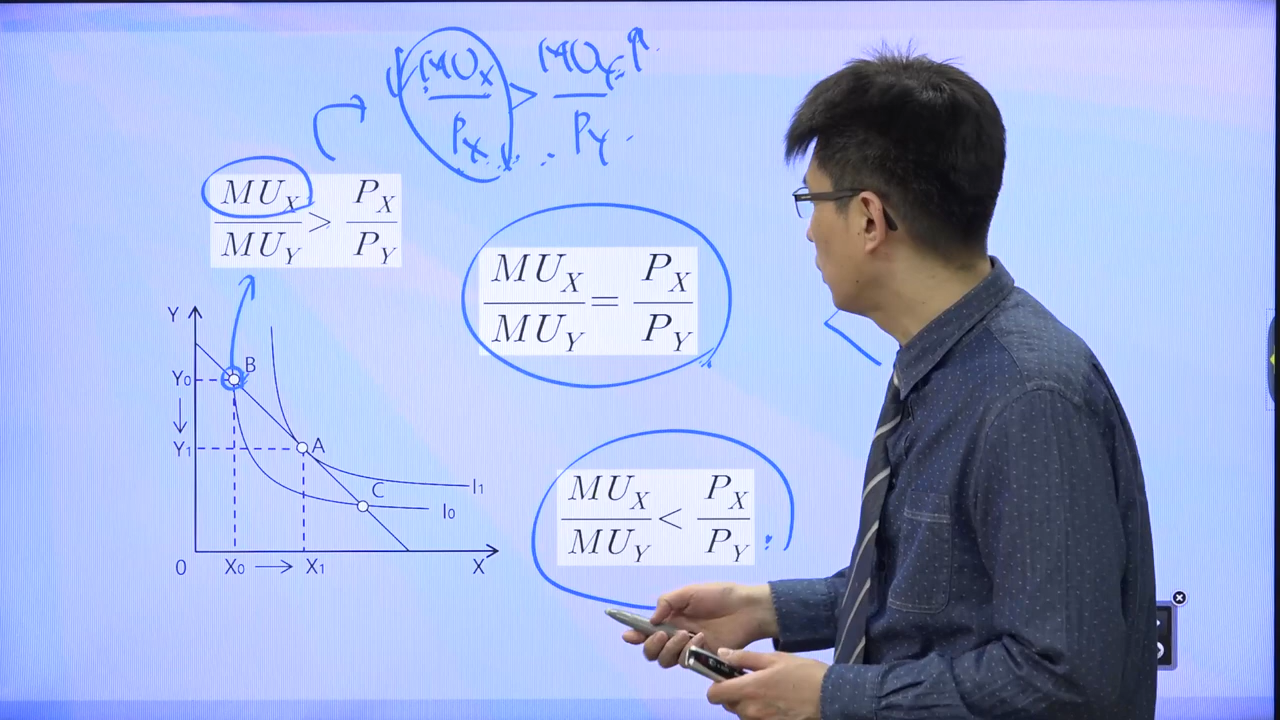 MUX/PX > MUY/PY
MUX/MUY > PX/PY
MUX/MUY = PX/PY
MUX/MUY < PX/PY
Y
B
Y0
Y1
A
C
I1
I0
0 X0 X1 X